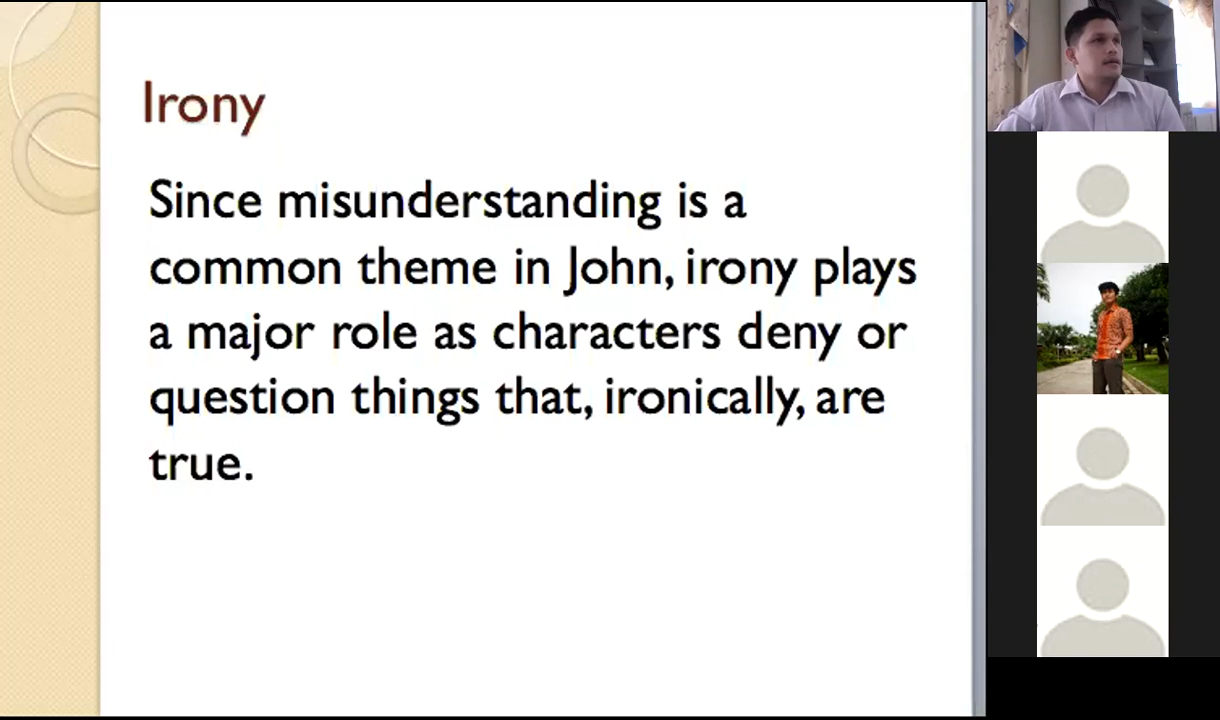 Irony
Since misunderstanding is a
common theme in John, irony plays
a major role as characters deny or
question things that, ironically, are
true.